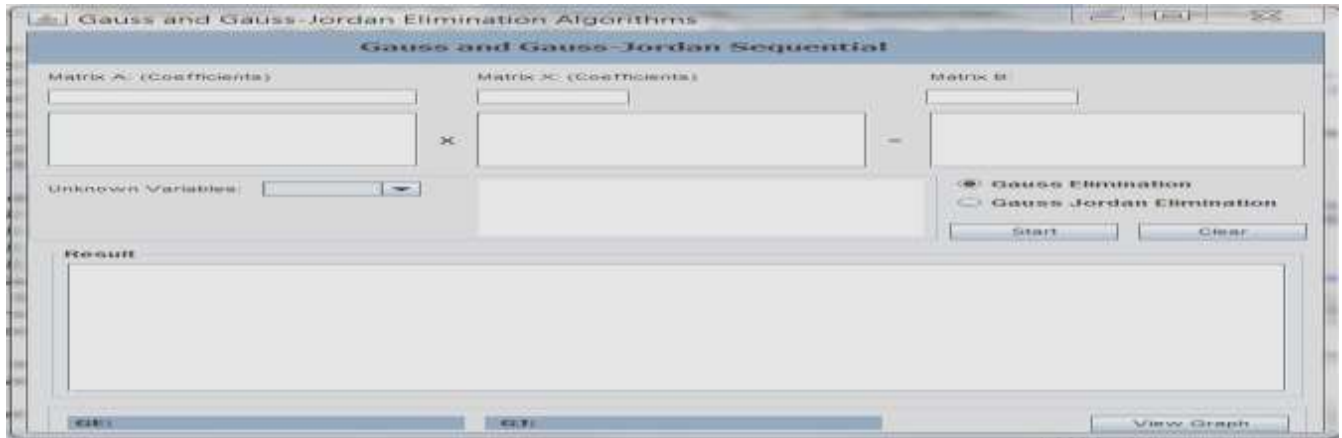 Gauss and Gauss-Jordan Elimination Algorithms
Gauss and Gauss-Jordan Sequential
Matrix A: (Coefficients) Matrix X: (Coefficients) Matrix B:
× =
Unknown Variables:
Gauss Elimination
Gauss Jordan Elimination
Start Clear
Result
GE: GJ: View Graph